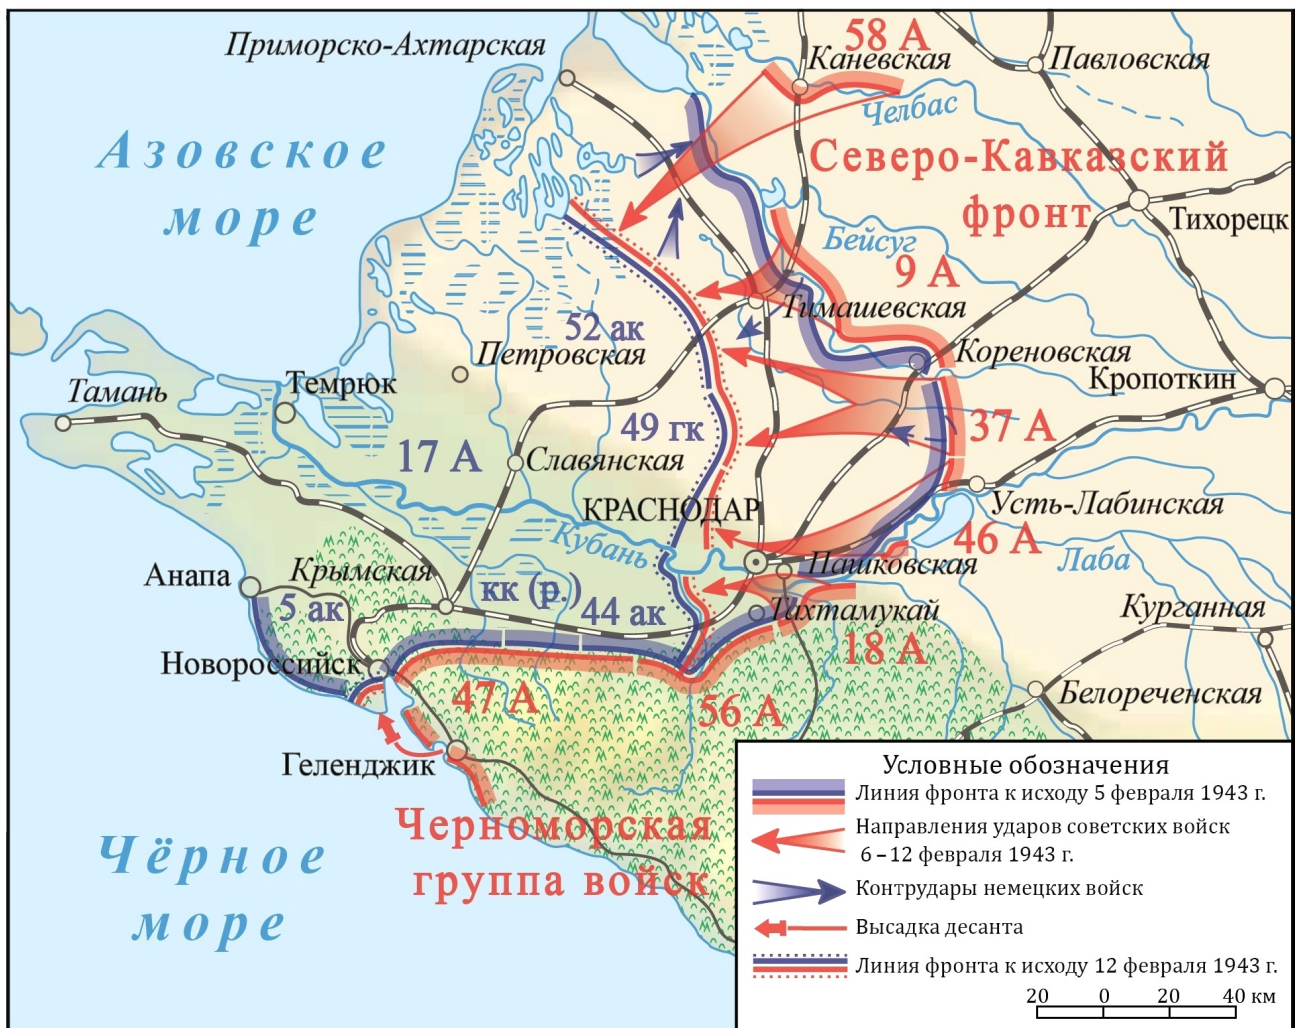 58 А
Приморско-Ахтарская
Каневская
Павловская
Челбас
Азовское
море
Северо-Кавказский
фронт
Тихорецк
Бейсуг
9 А
Тимашевская
52 ак
Петровская
Кореновская
Кропоткин
Тамань
Темрюк
49 гк
37 А
17 А
Славянская
Усть-Лабинская
КРАСНОДАР
Кубань
46 А
Лаба
Пашковская
Анапа
Крымская
кк (р.)
5 ак
44 ак
Тахтамукай
Курганная
Новороссийск
18 А
47 А
56 А
Белореченская
Геленджик
Черноморская
группа войск
Чёрное
море
Условные обозначения
Линия фронта к исходу 5 февраля 1943 г.
Направления ударов советских войск
6 – 12 февраля 1943 г.
Контрудары немецких войск
Высадка десанта
Линия фронта к исходу 12 февраля 1943 г.
20 0 20 40 км